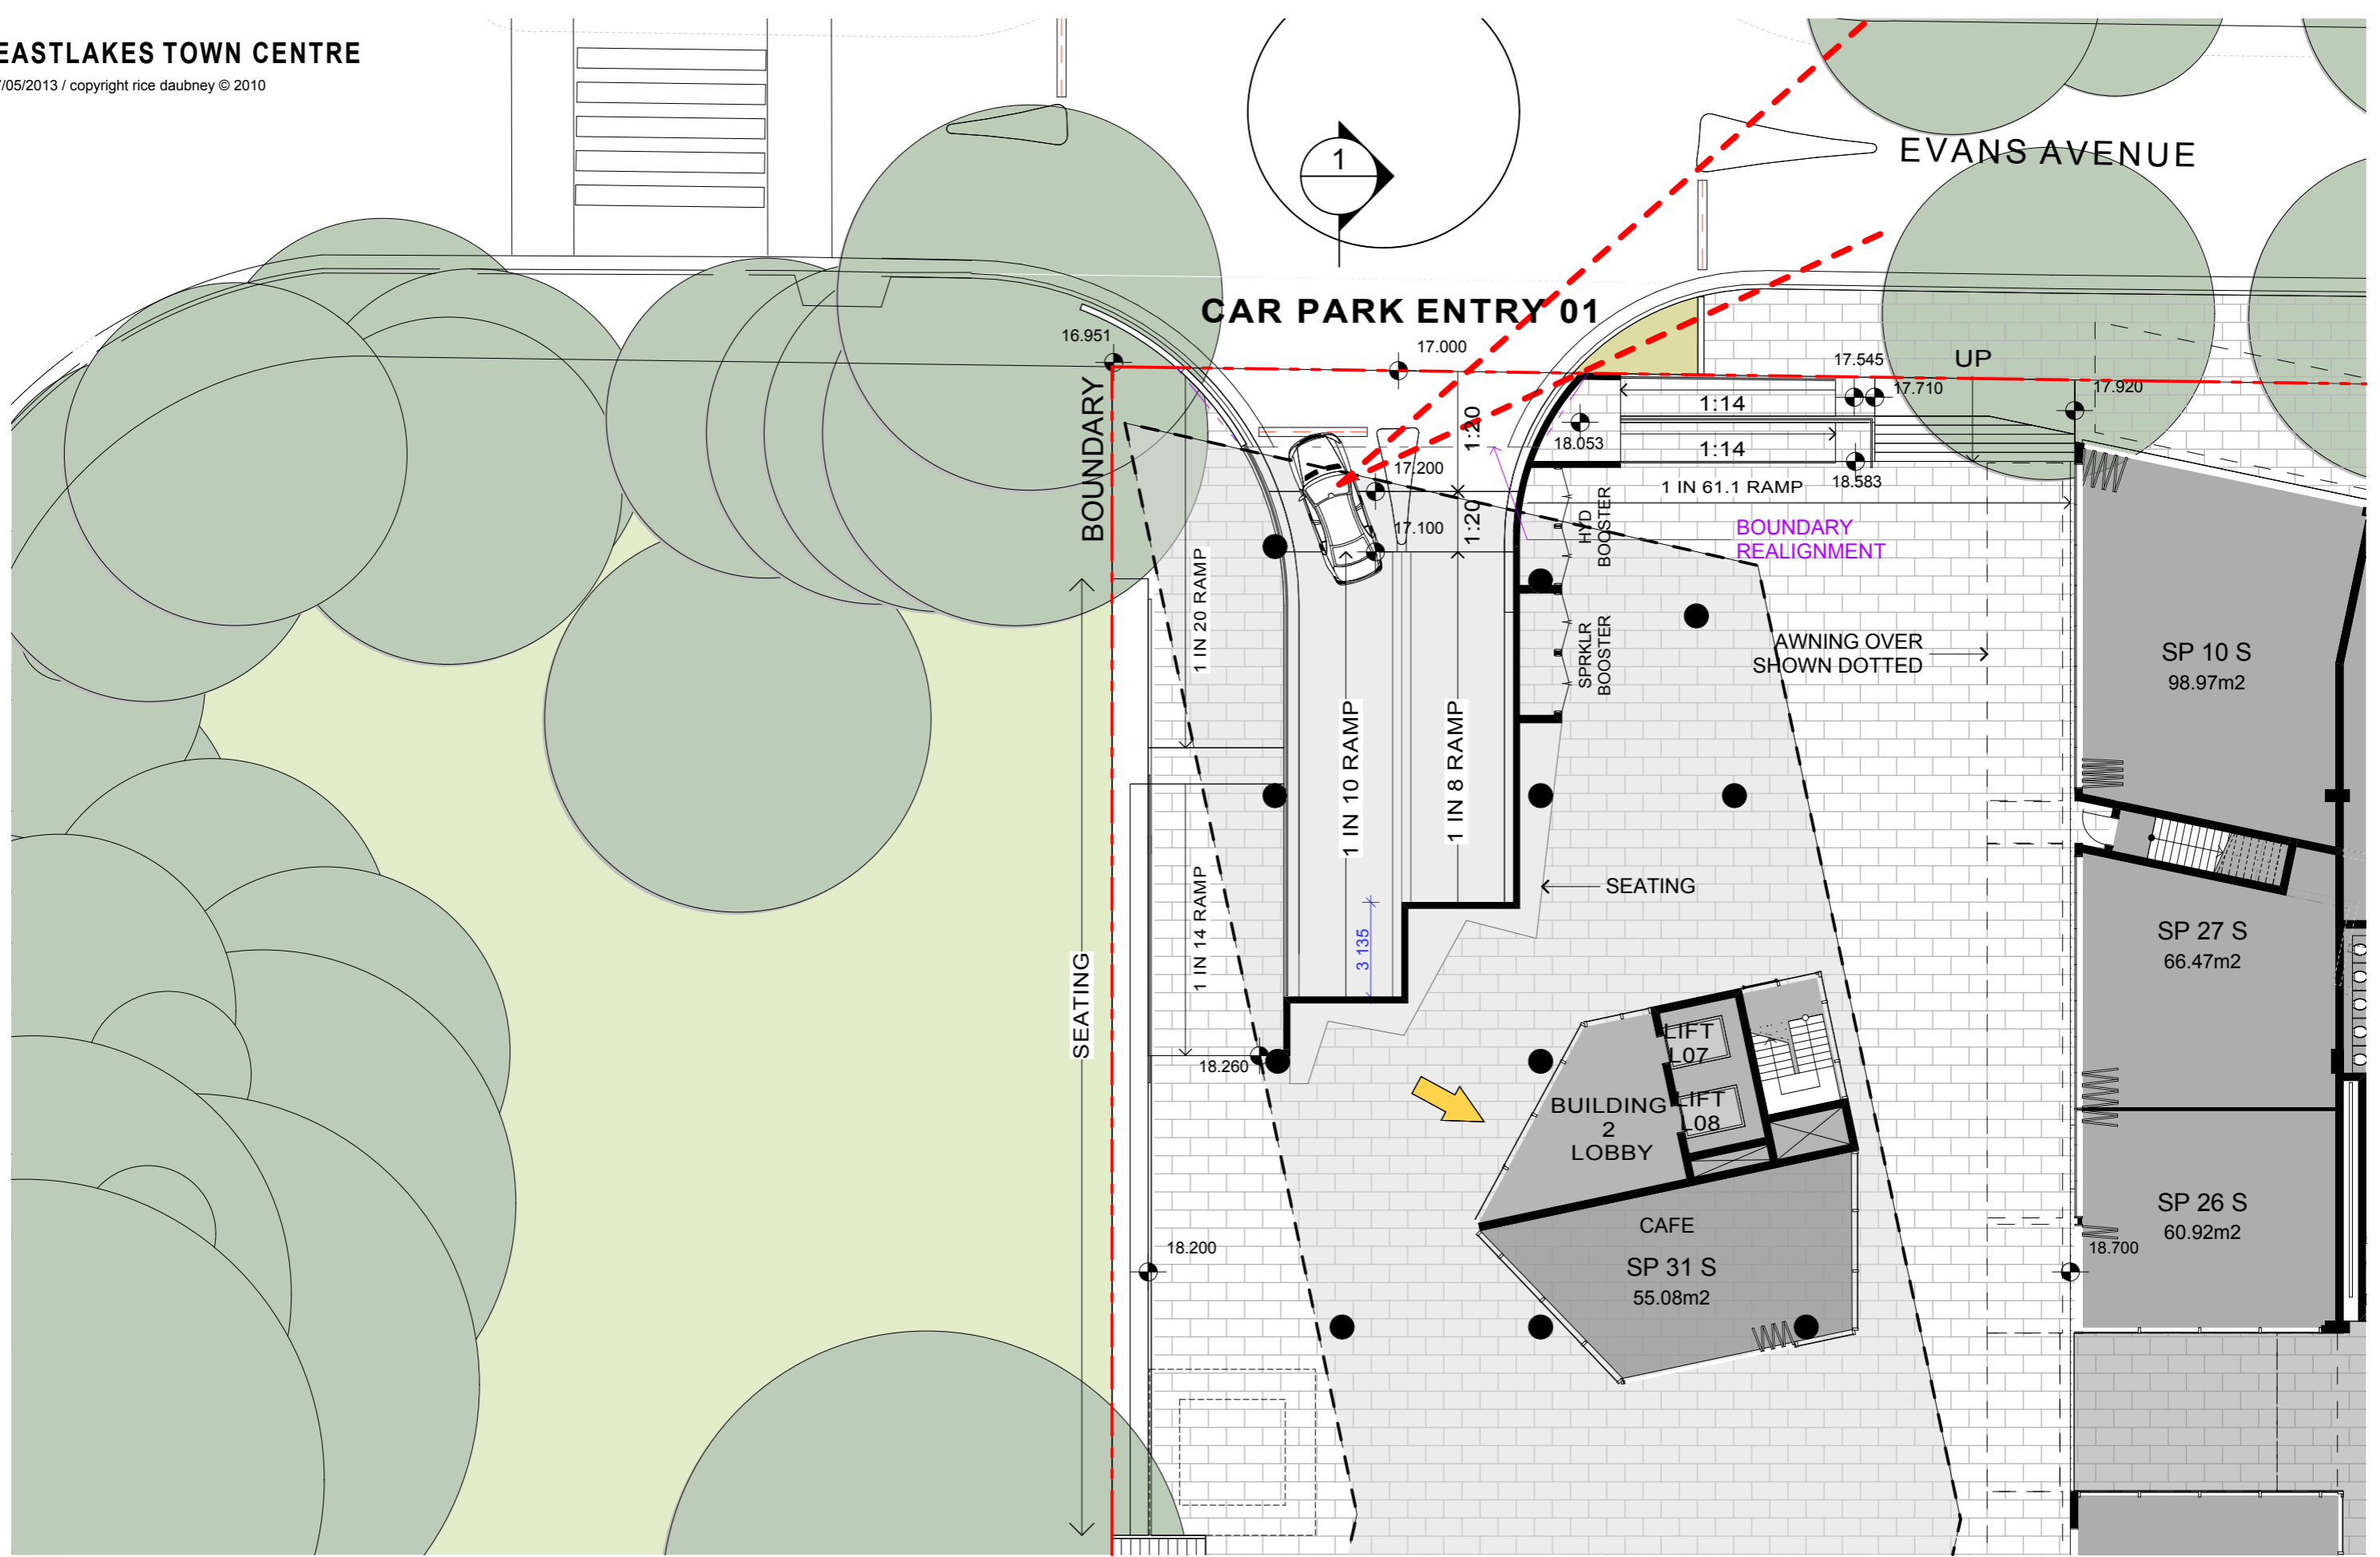 EASTLAKES TOWN CENTRE
/05/2013 / copyright rice daubney © 2010
1
EVANS AVENUE
CAR PARK ENTRY 01
16.951
17.000
17.545
UP
17.710
17.920
BOUNDARY
1:20
1:14
18.053
1:14
17.200
18.583
1 IN 61.1 RAMP
17.100
1:20
HYD
BOOSTER
BOUNDARY
REALIGNMENT
1 IN 20 RAMP
SPRKLR
BOOSTER
AWNING OVER
SHOWN DOTTED
SP 10 S
98.97m2
1 IN 10 RAMP
1 IN 8 RAMP
SEATING
1 IN 14 RAMP
3 135
SP 27 S
66.47m2
SEATING
LIFT
L07
18.260
BUILDING
2
LOBBY
LIFT
L08
CAFE
SP 31 S
55.08m2
18.200
SP 26 S
60.92m2
18.700